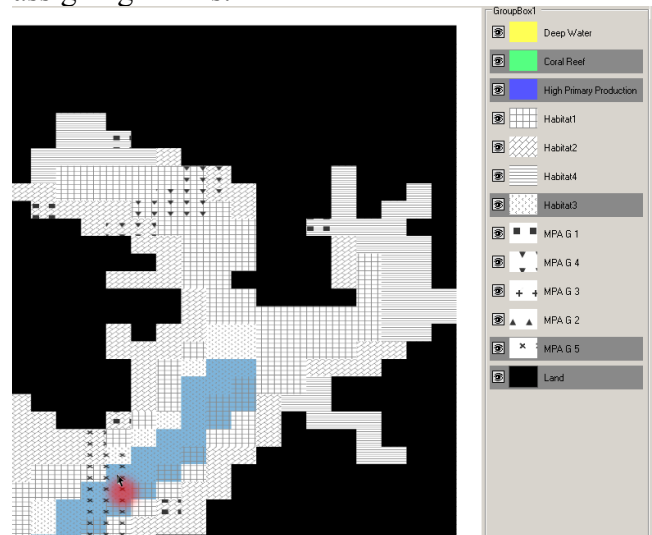 GroupBox1
Deep Water
Coral Reef
High Primary Production
Habitat1
Habitat2
Habitat4
Habitat3
MPA G 1
MPA G 4
MPA G 3
MPA G 2
MPA G 5
Land